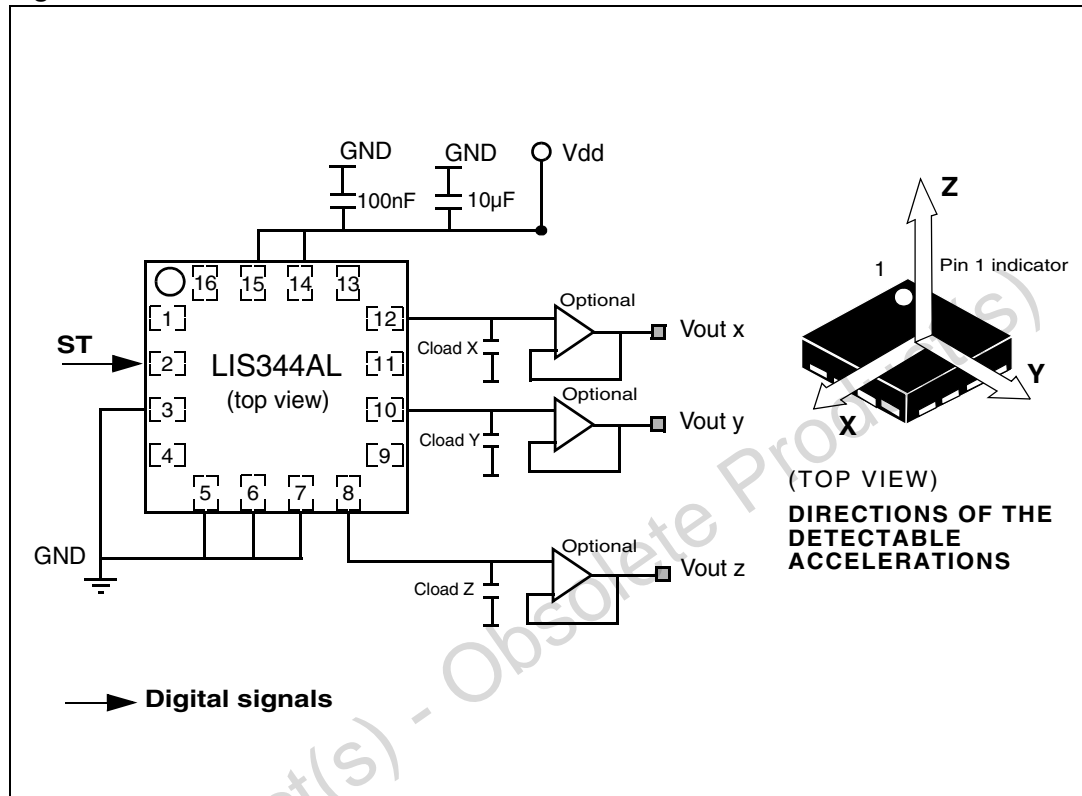 GND
GND
Vdd
100nF
10µF
16
15
14
13
1
12
ST
2
LIS344AL
11
(top view)
3
10
4
9
5
6
7
8
GND
Optional
Cload X
Vout x
Optional
Cload Y
Vout y
Optional
Cload Z
Vout z
Z
1
Pin 1 indicator
X
Y
(TOP VIEW)
DIRECTIONS OF THE
DETECTABLE
ACCELERATIONS
Digital signals
ct(s) - Obsolete Product(s)